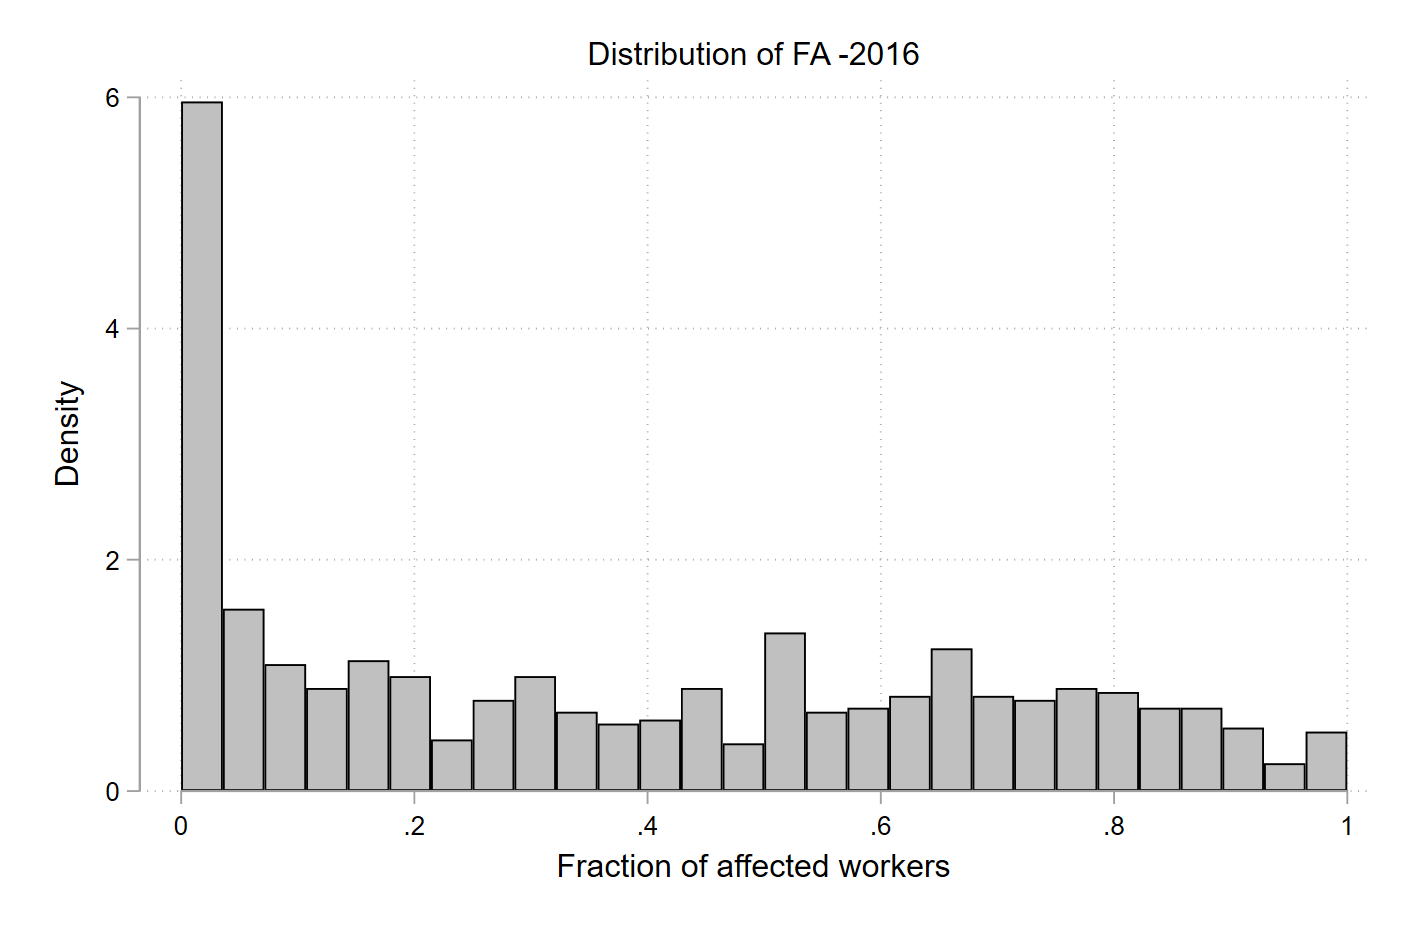 Distribution of FA -2016
Density
6
4
2
0
0 .2 .4 .6 .8 1
Fraction of affected workers